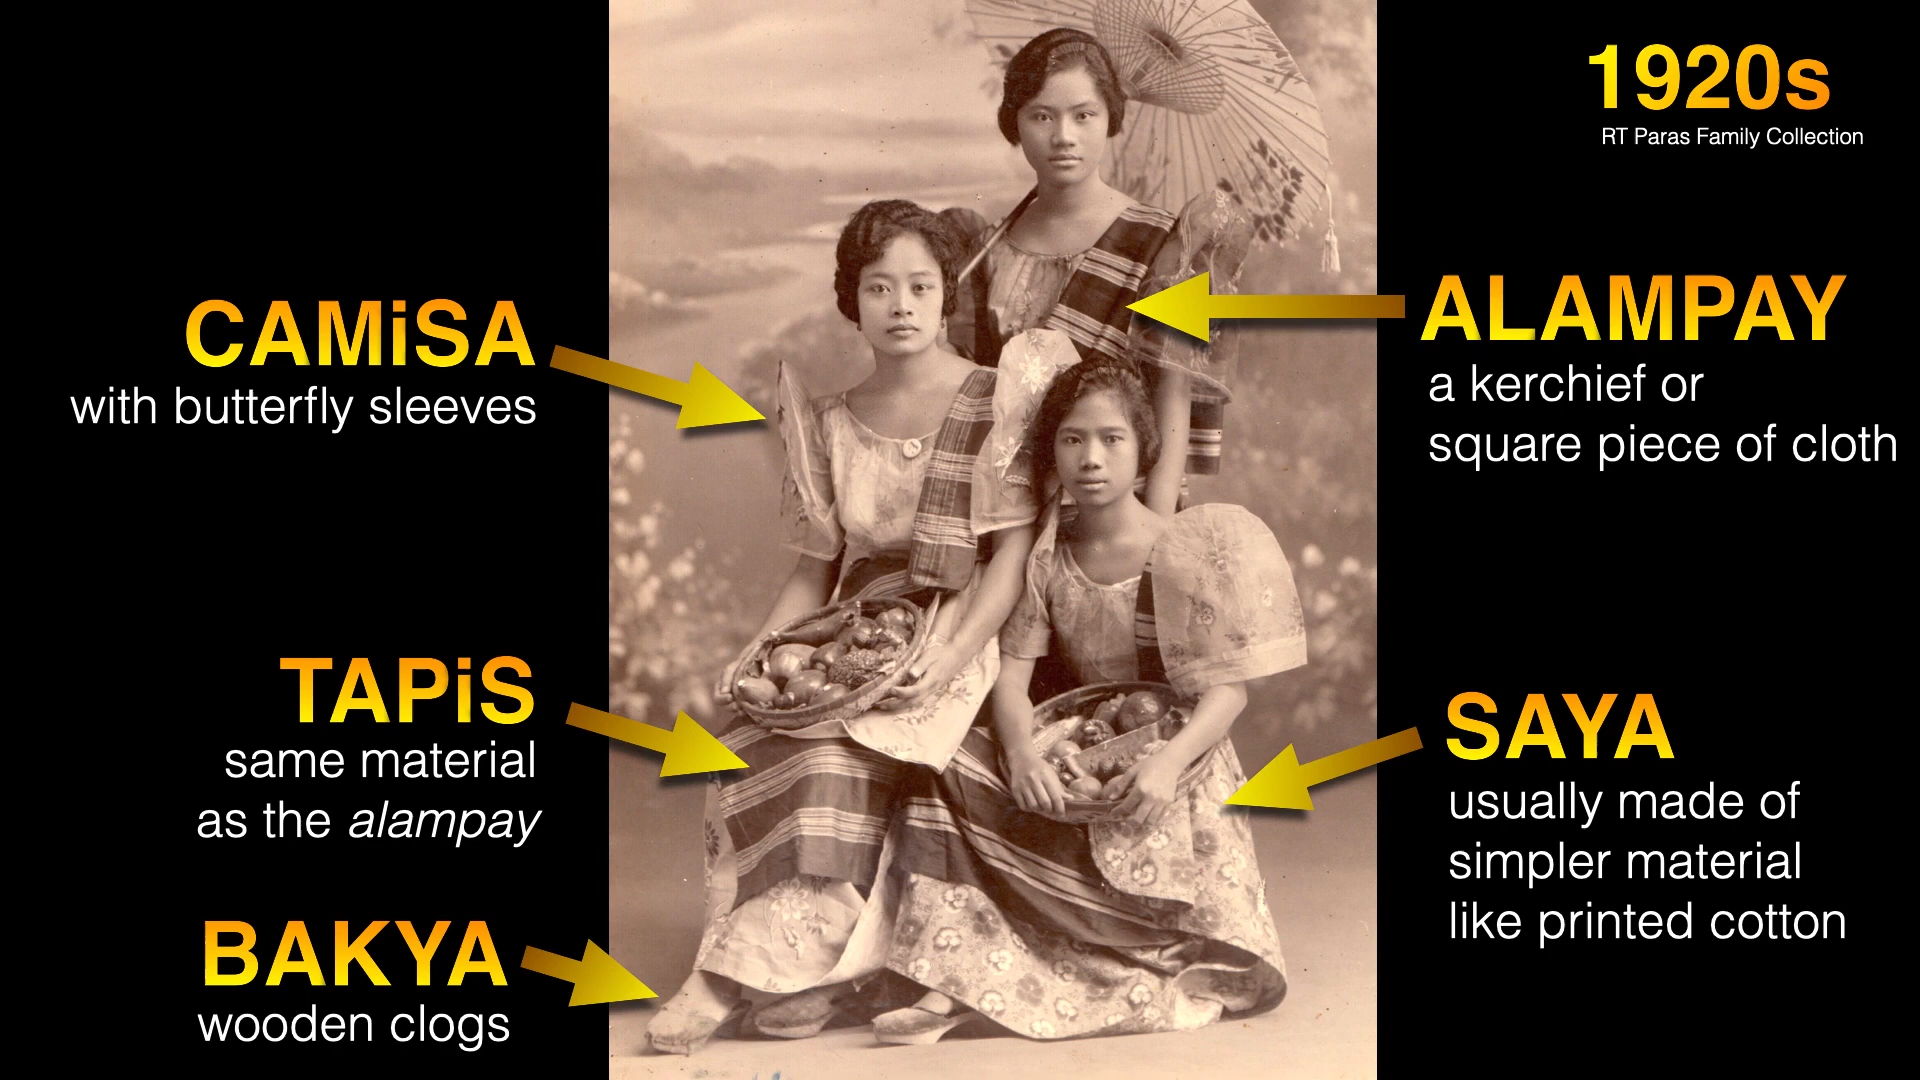 1920s
RT Paras Family Collection
CAMiSA
with butterfly sleeves
ALAMPAY
a kerchief or
square piece of cloth
TAPiS
same material
as the alampay
SAYA
usually made of
simpler material
like printed cotton
BAKYA
wooden clogs